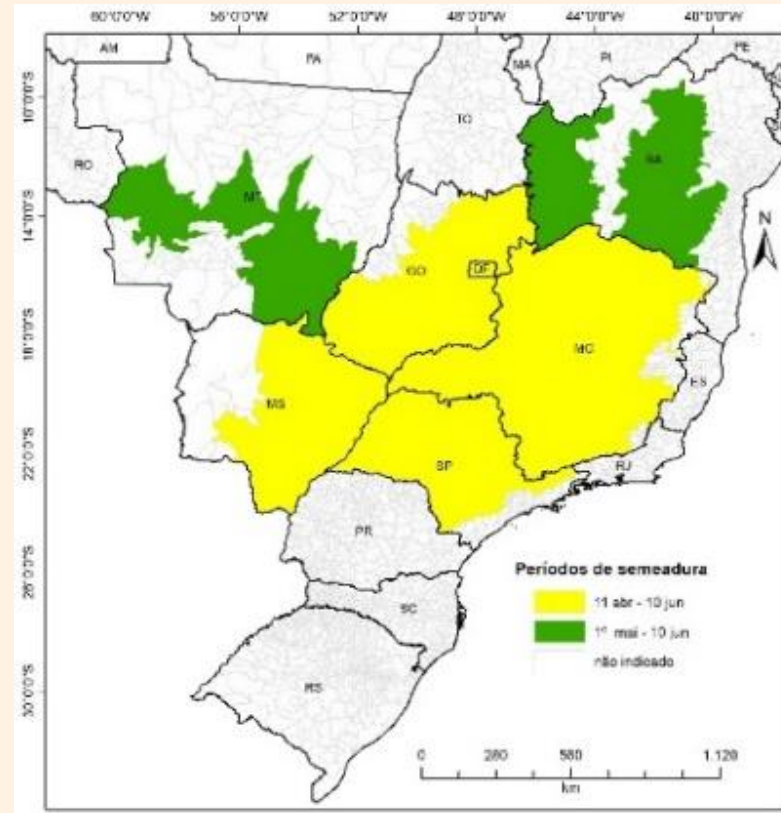 60°0'0"S 56°0'0"S 52°0'0"S 48°0'0"S 44°0'0"S 40°0'0"S
AM
PA
MA
PI
PE
10°0'0"S
TO
RO
BA
MT
14°0'0"S
N
GO
DF
18°0'0"S
MG
ES
MS
22°0'0"S
SP
RJ
PR
Períodos de semeadura
26°0'0"S
11 abr - 10 jun
SC
1º mai - 10 jun
não indicado
RS
30°0'0"S
0 280 580 1.120
km